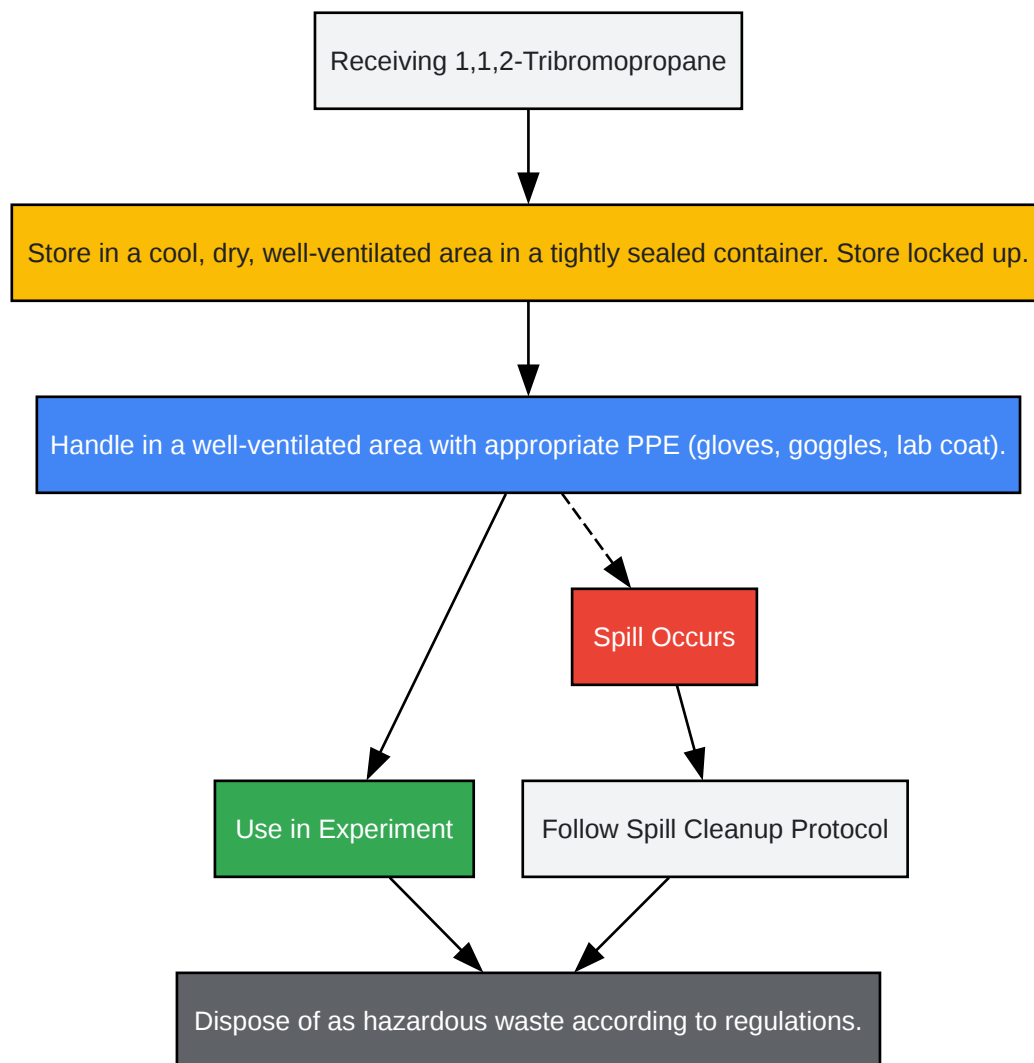 Receiving 1,1,2-Tribromopropane
Store in a cool, dry, well-ventilated area in a tightly sealed container. Store locked up.
Handle in a well-ventilated area with appropriate PPE (gloves, goggles, lab coat).
Spill Occurs
Use in Experiment
Follow Spill Cleanup Protocol
Dispose of as hazardous waste according to regulations.